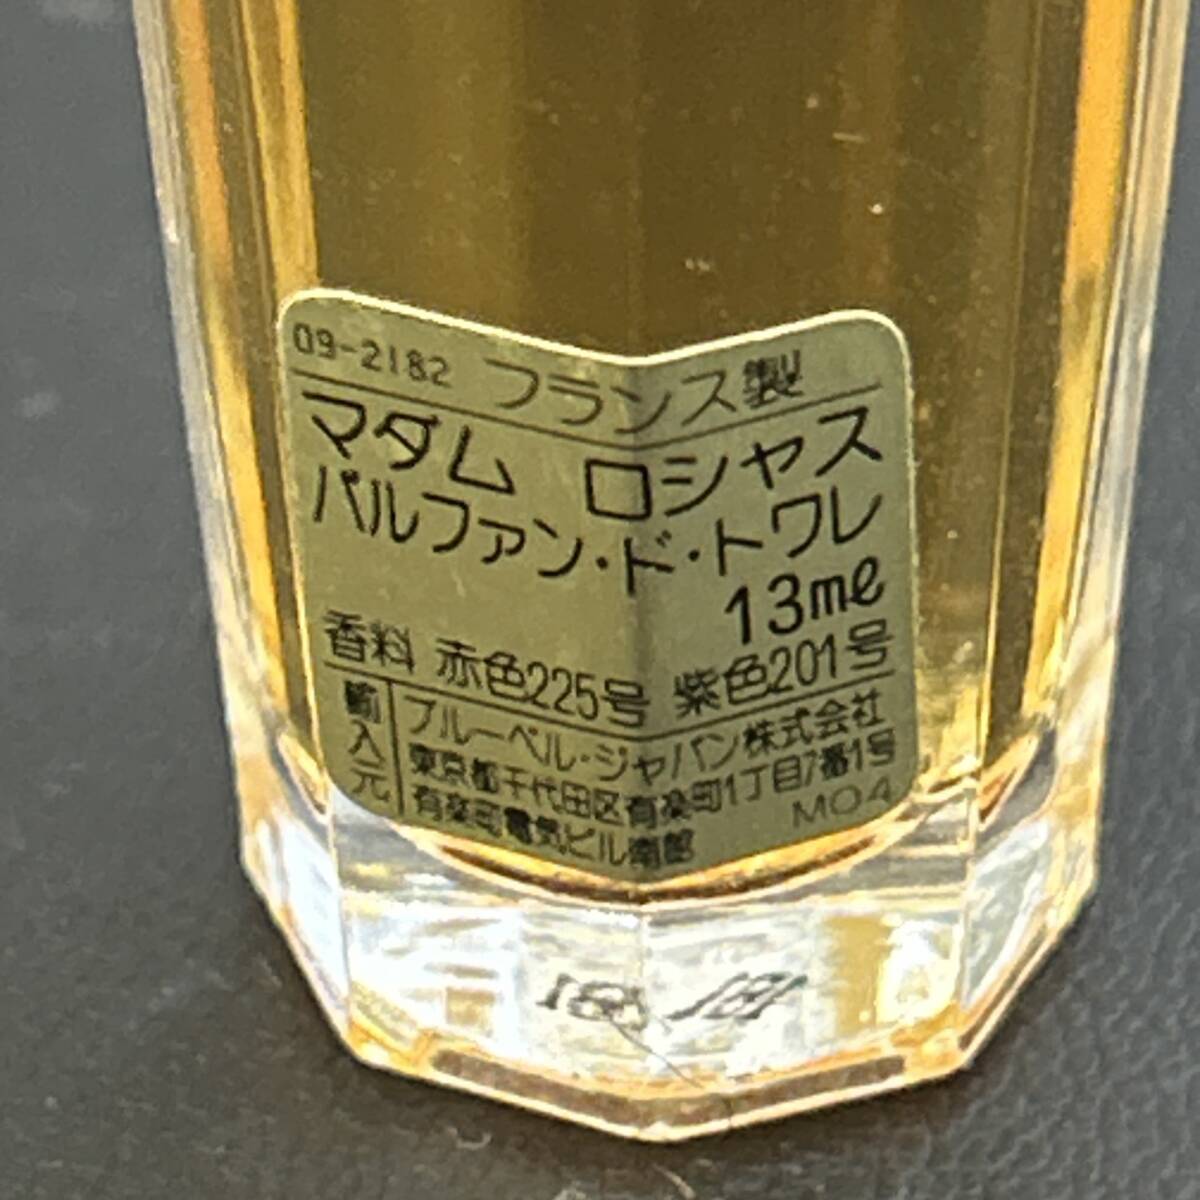 09-2182 フランス製
マダム ロシャス
パルファン・ド・トワレ
13ml
香料 赤色225号 紫色201号
輸入元
ブルーベル・ジャパン株式会社
東京都千代田区有楽町1丁目7番1号
有楽町電気ビル南館
M04